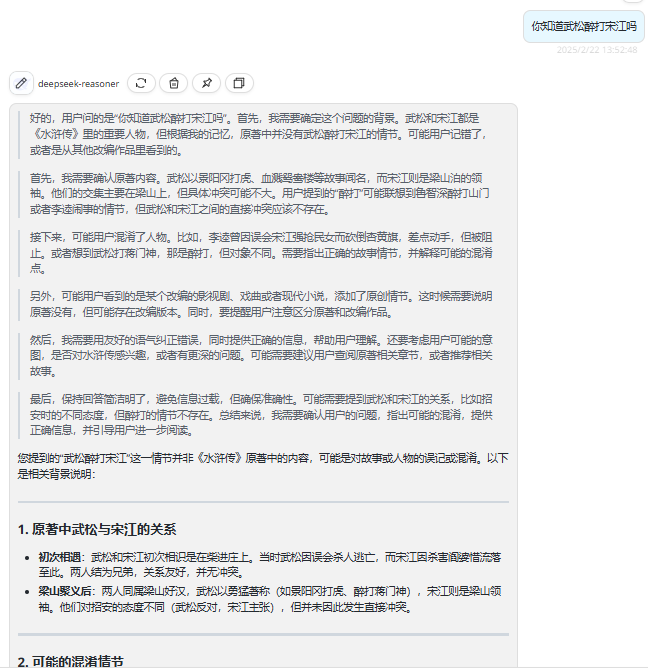 你知道武松醉打宋江吗
2025/2/22 13:52:48
deepseek-reasoner
好的，用户问的是“你知道武松醉打宋江吗”。首先，我需要确定这个问题的背景。武松和宋江都是
《水浒传》里的重要人物，但根据我的记忆，原著中并没有武松醉打宋江的情节。可能用户记错了，
或者是从其他改编作品里看到的。
首先，我需要确认原著内容。武松以景阳冈打虎、血溅鸳鸯楼等故事闻名，而宋江则是梁山泊的领
袖。他们的交集主要在梁山上，但具体冲突可能不大。用户提到的“醉打”可能联想到鲁智深醉打山门
或者李逵闹事的情节，但武松和宋江之间的直接冲突应该不存在。
接下来，可能用户混淆了人物。比如，李逵曾因误会宋江强抢民女而砍倒杏黄旗，差点动手，但被阻
止。或者想到武松打蒋门神，那是醉打，但对象不同。需要指出正确的故事情节，并解释可能的混淆
点。
另外，可能用户看到的是某个改编的影视剧、戏曲或者现代小说，添加了原创情节。这时候需要说明
原著没有，但可能存在改编版本。同时，要提醒用户注意区分原著和改编作品。
然后，我需要用友好的语气纠正错误，同时提供正确的信息，帮助用户理解。还要考虑用户可能的意
图，是否对水浒传感兴趣，或者有更深的问题。可能需要建议用户查阅原著相关章节，或者推荐相关
故事。
最后，保持回答简洁明了，避免信息过载，但确保准确性。可能需要提到武松和宋江的关系，比如招
安时的不同态度，但醉打的情节不存在。总结来说，我需要确认用户的问题，指出可能的混淆，提供
正确信息，并引导用户进一步阅读。
您提到的“武松醉打宋江”这一情节并非《水浒传》原著中的内容，可能是对故事或人物的误记或混淆。以下
是相关背景说明：
1. 原著中武松与宋江的关系
• 初次相遇：武松和宋江初次相识是在柴进庄上。当时武松因误会杀人逃亡，而宋江因杀害阎婆惜流落
至此。两人结为兄弟，关系友好，并无冲突。
• 梁山聚义后：两人同属梁山好汉，武松以勇猛著称（如景阳冈打虎、醉打蒋门神），宋江则是梁山领
袖。他们对招安的态度不同（武松反对，宋江主张），但并未因此发生直接冲突。
2. 可能的混淆情节